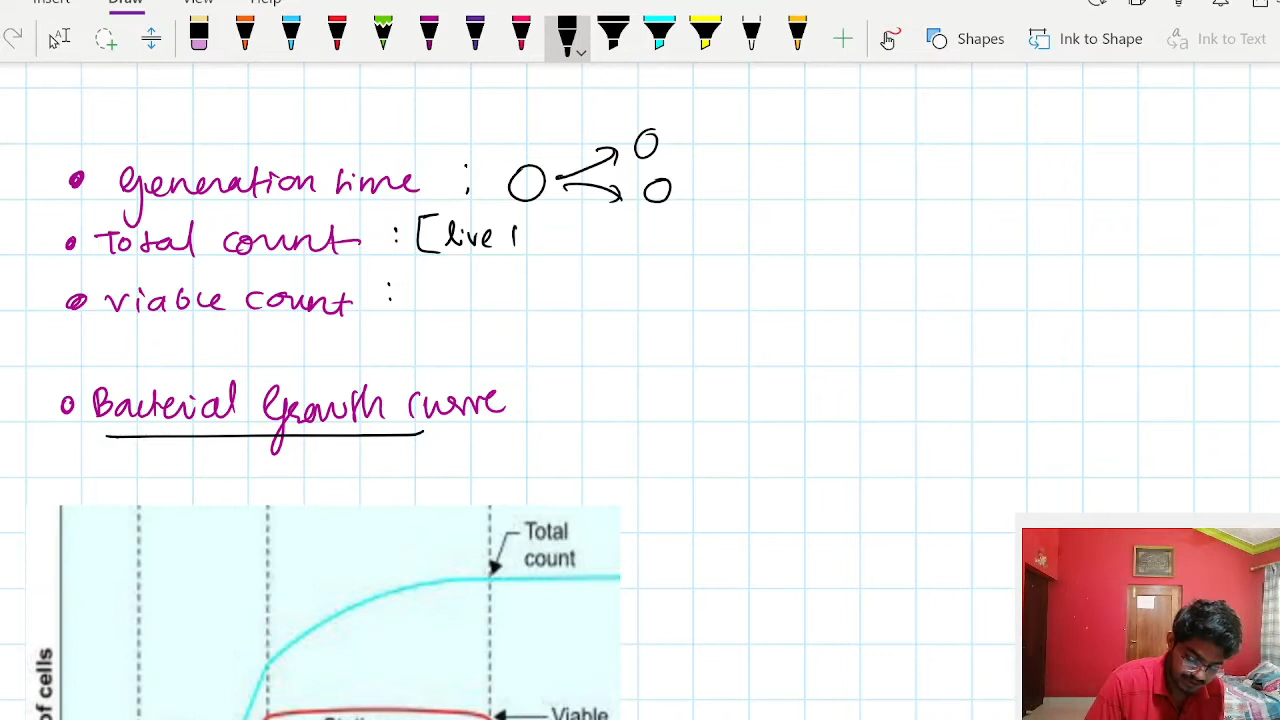 Insert Draw View Help
Shapes Ink to Shape Ink to Text
• Generation time :
• Total count : [live
• viable count :
• Bacterial Growth curve
Total
count
of cells
Viable